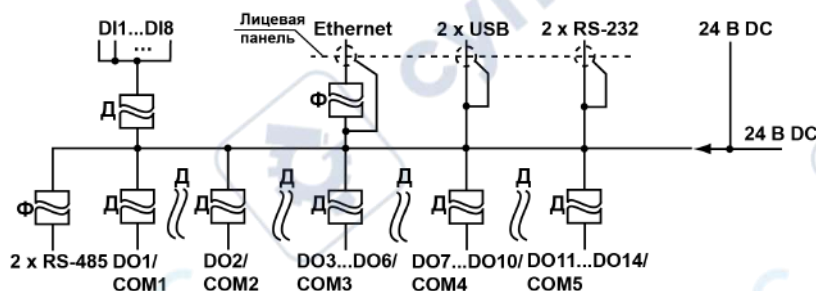 DI1...DI8
...
Лицевая
панель
Ethernet
2 x USB
2 x RS-232
24 В DC
Д
Ф
24 В DC
Д
Д
Д
Д
Ф
Д
Д
Д
Д
Д
2 x RS-485
DO1/
COM1
DO2/
COM2
DO3...DO6/
COM3
DO7...DO10/
COM4
DO11...DO14/
COM5